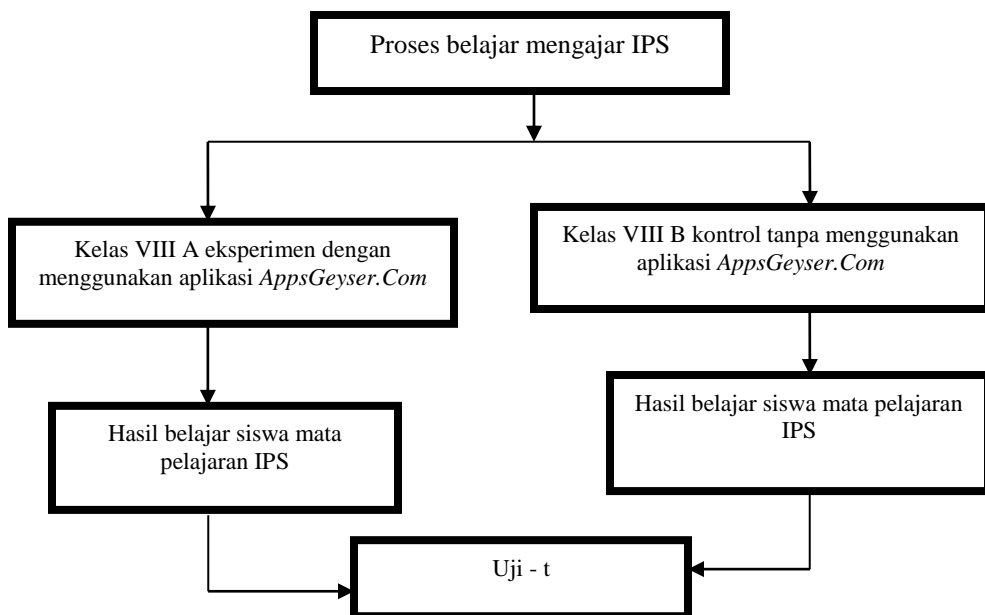 Proses belajar mengajar IPS
Kelas VIII A eksperimen dengan
menggunakan aplikasi AppsGeyser.Com
Kelas VIII B kontrol tanpa menggunakan
aplikasi AppsGeyser.Com
Hasil belajar siswa mata
pelajaran IPS
Hasil belajar siswa mata pelajaran
IPS
Uji - t